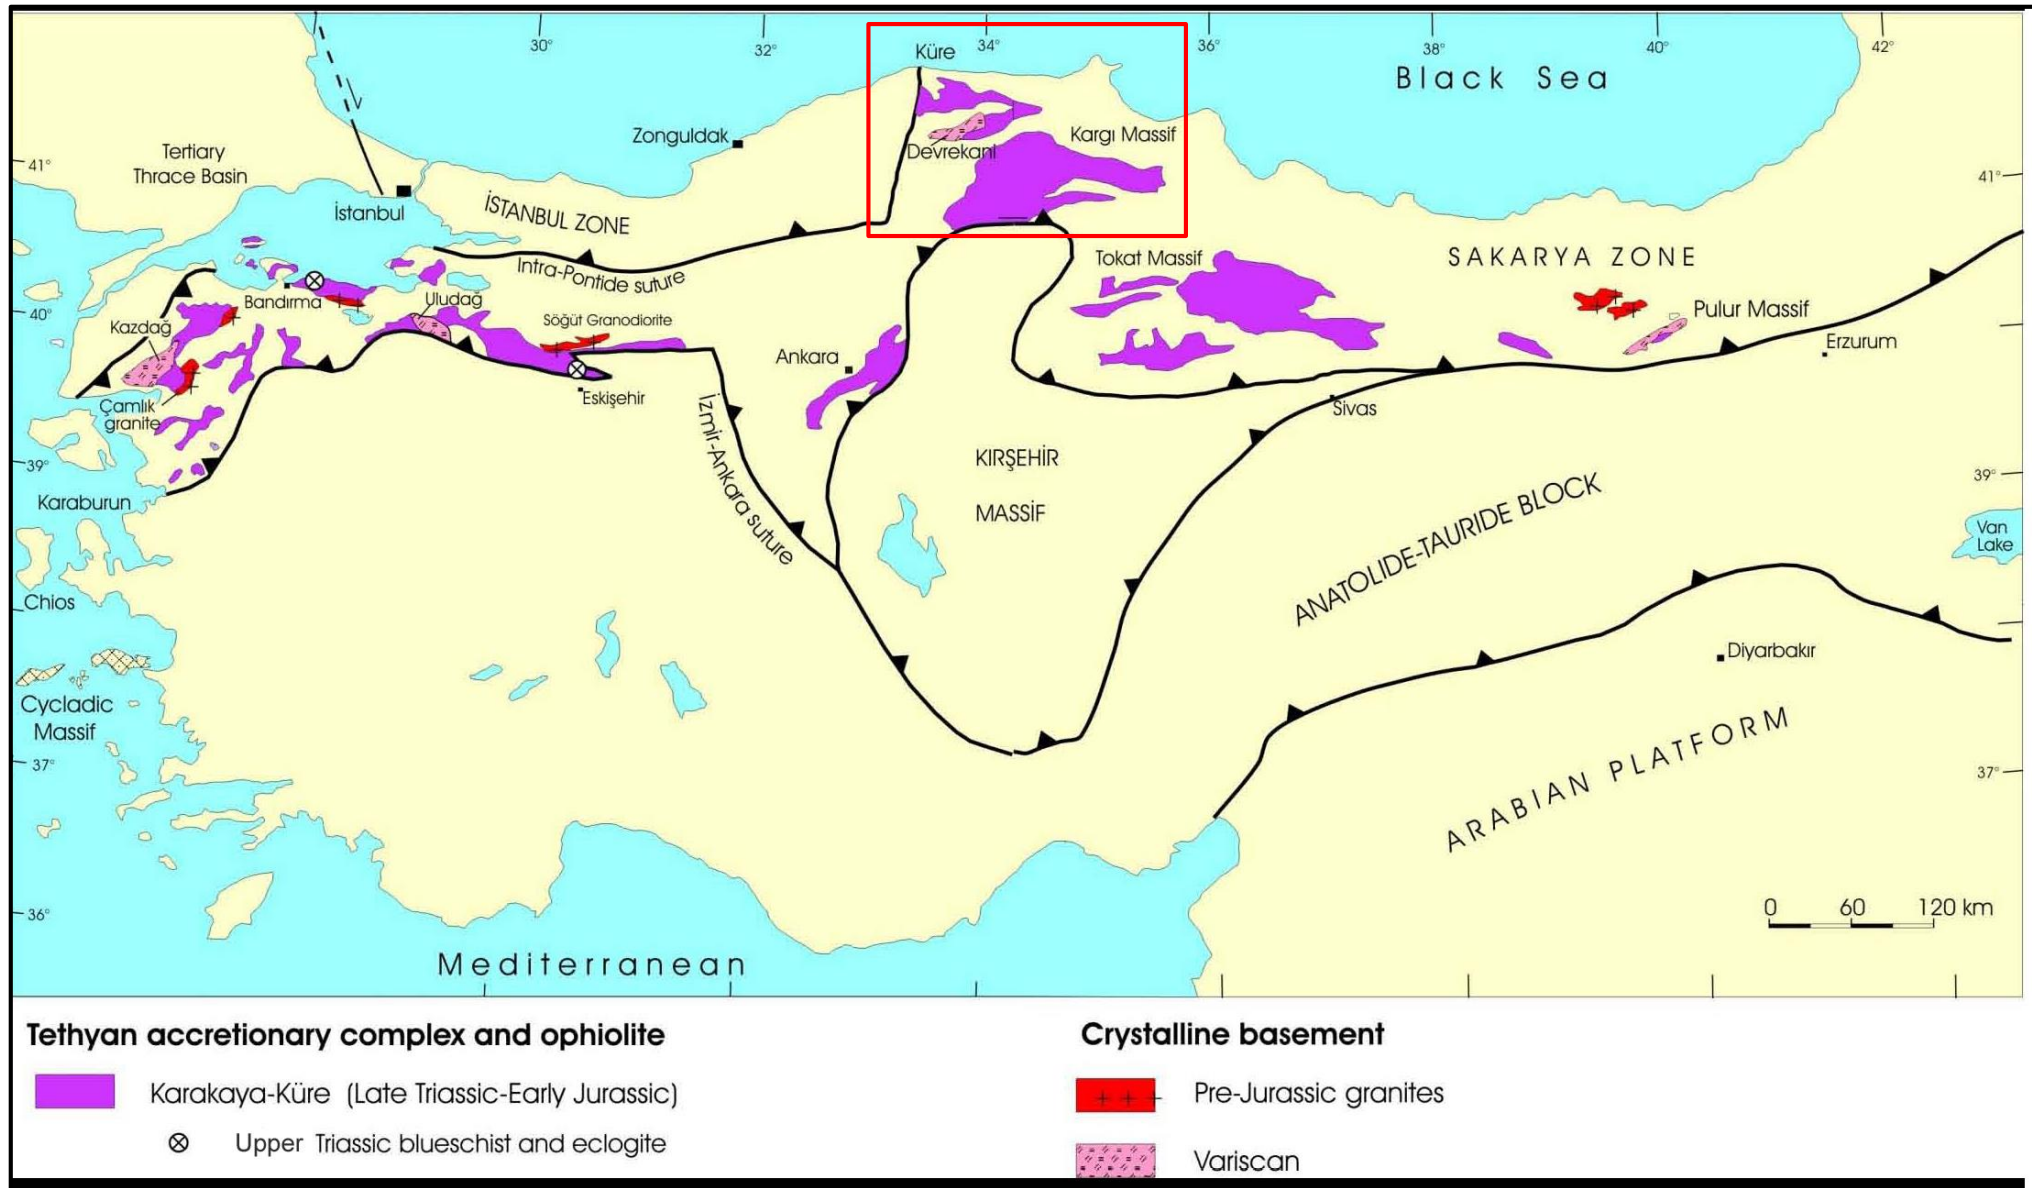 30°
32°
34°
36°
38°
40°
42°
Küre
Black Sea
Zonguldak
Kargı Massif
Devrekani
Tertiary
Thrace Basin
41°
41°
İstanbul
İSTANBUL ZONE
Intra-Pontide suture
Tokat Massif
SAKARYA ZONE
Bandırma
Uludağ
Söğüt Granodiorite
Pulur Massif
40°
Kazdağ
Ankara
Erzurum
Eskişehir
Çamlık
granite
Sivas
İzmir-Ankara suture
39°
39°
KIRŞEHİR
MASSİF
Karaburun
ANATOLIDE-TAURIDE BLOCK
Van
Lake
Chios
Diyarbakır
Cycladic
Massif
37°
37°
ARABIAN PLATFORM
36°
0 60 120 km
Mediterranean
Tethyan accretionary complex and ophiolite
Karakaya-Küre (Late Triassic-Early Jurassic)
Upper Triassic blueschist and eclogite
Crystalline basement
Pre-Jurassic granites
Variscan